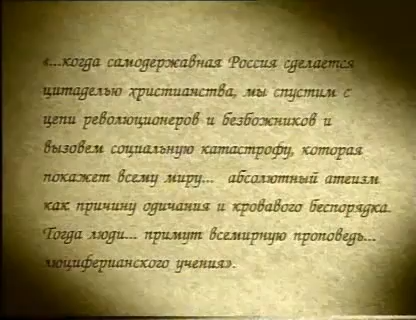 «...когда самодержавная Россия сделается
цитаделью христианства, мы спустим с
цепи революционеров и безбожников и
вызовем социальную катастрофу, которая
покажет всему миру... абсолютный атеизм
как причину одичания и кровавого беспорядка.
Тогда люди... примут всемирную проповедь...
люциферианского учения».